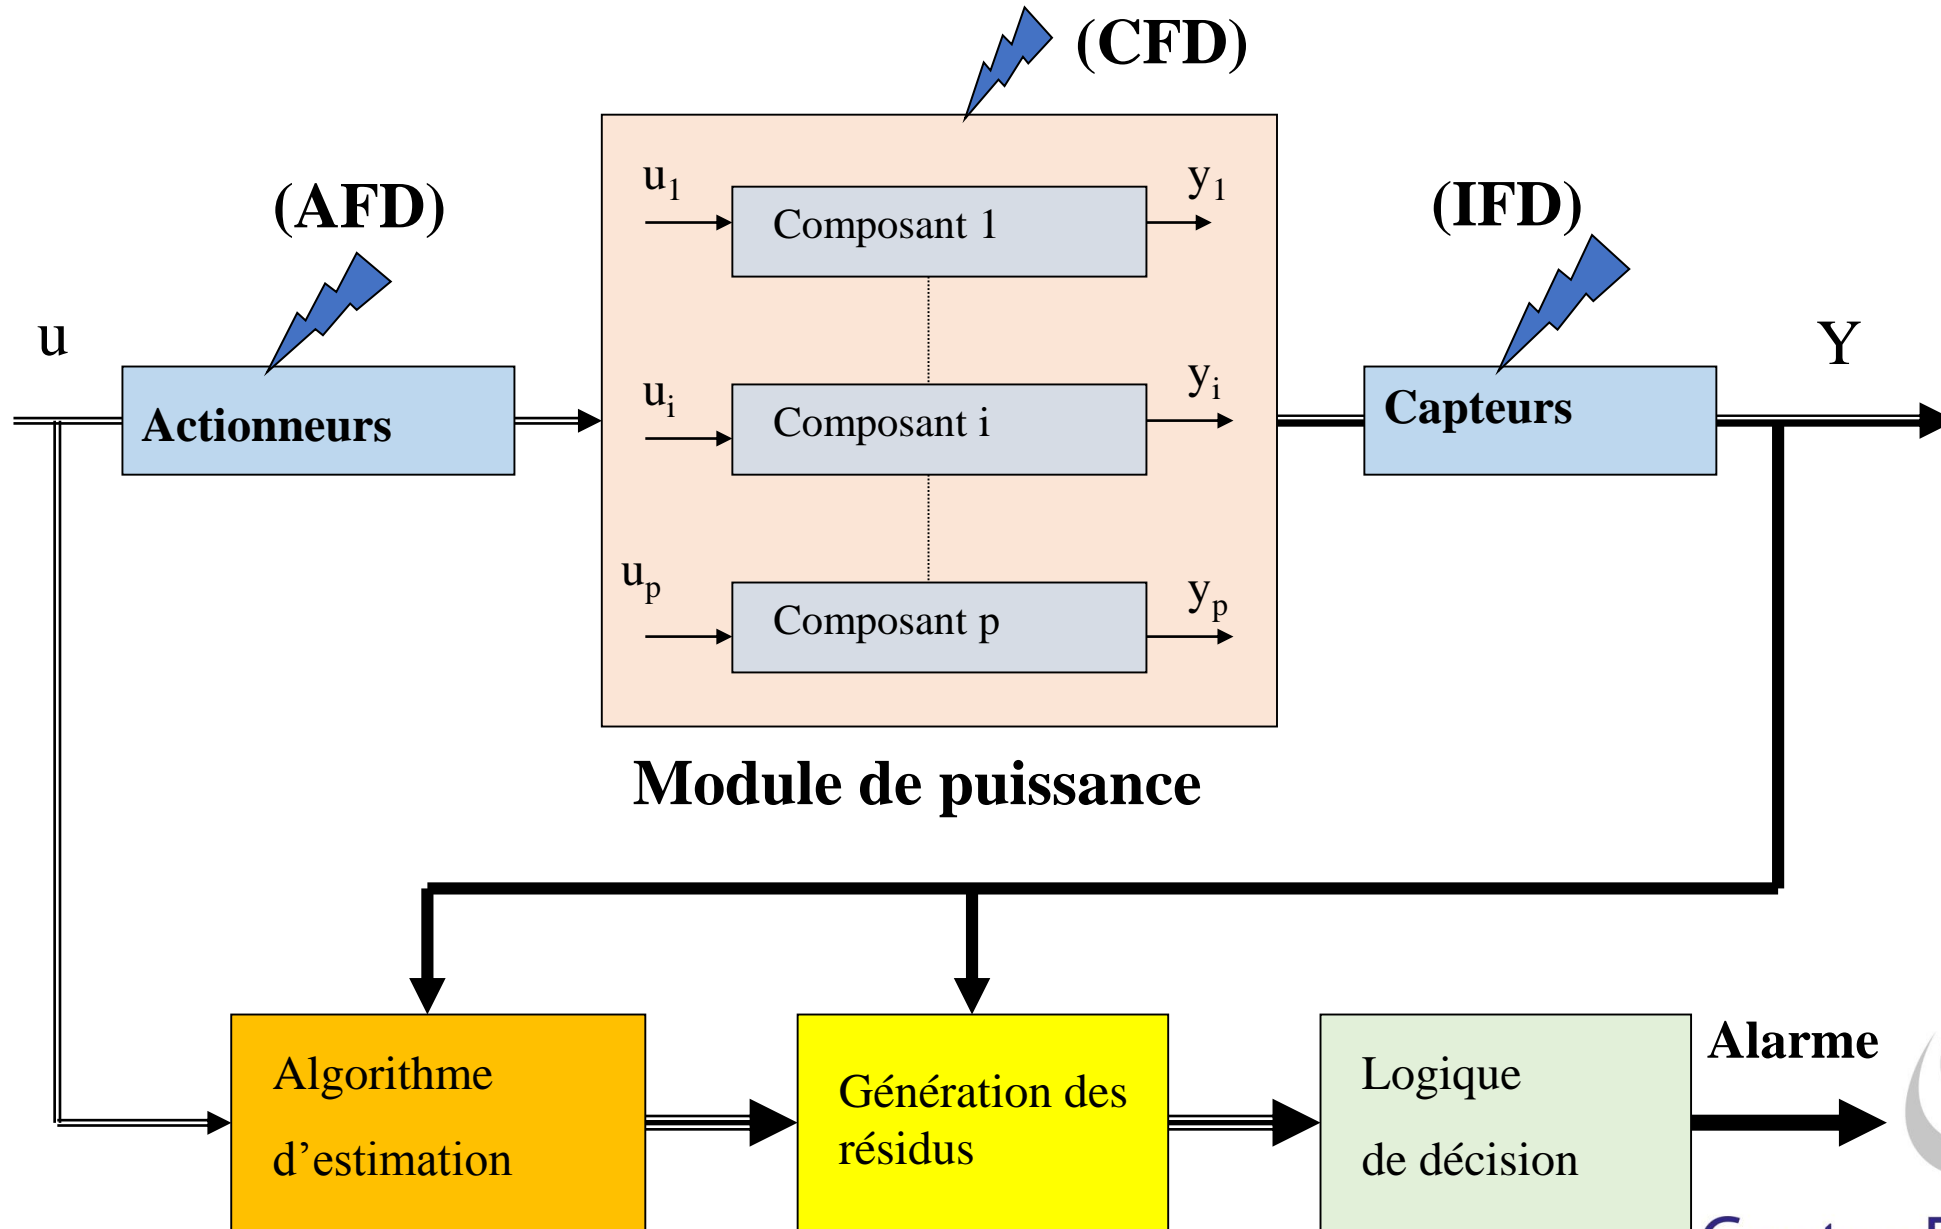 (CFD)
(AFD)
(IFD)
u₁
y₁
Composant 1
u
Y
Actionneurs
uᵢ
yᵢ
Composant i
Capteurs
uₚ
yₚ
Composant p
Module de puissance
Algorithme
d’estimation
Génération des
résidus
Logique
de décision
Alarme